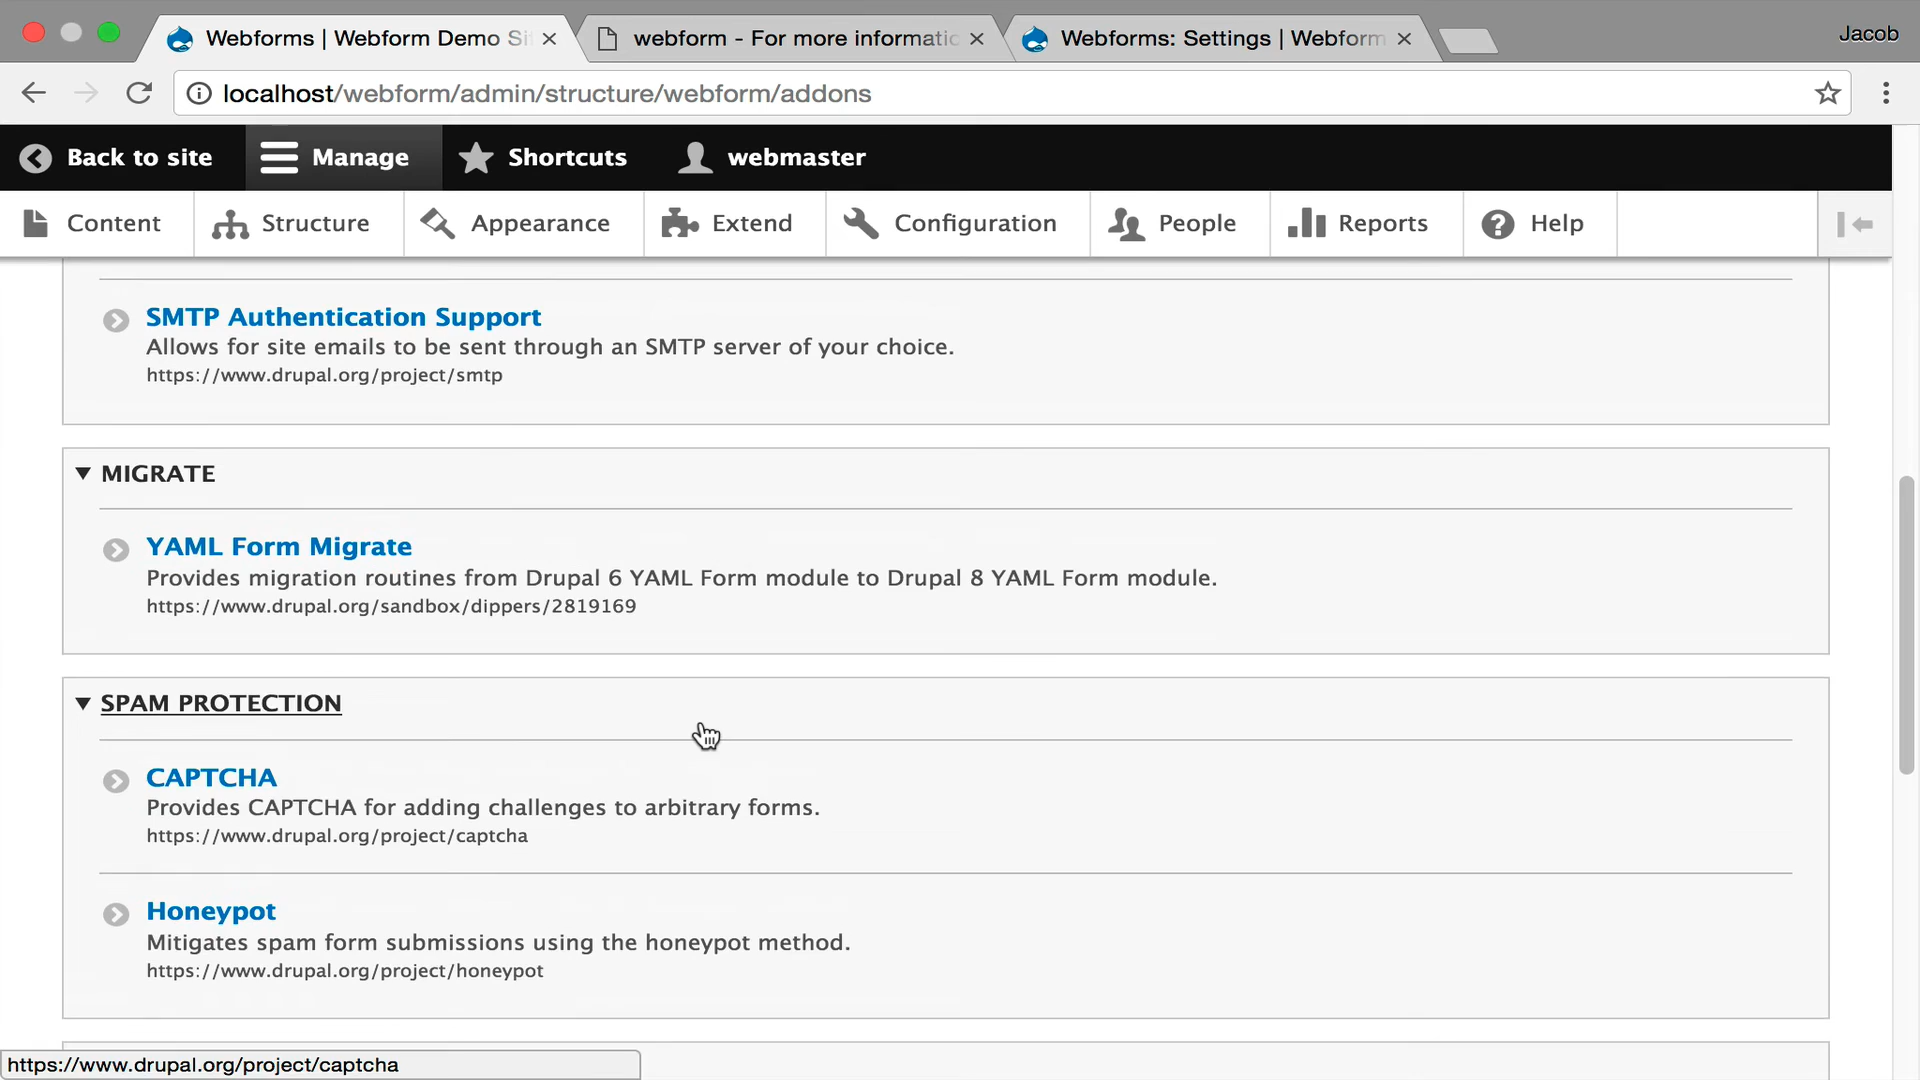 Webforms | Webform Demo Si
webform - For more informatic
Webforms: Settings | Webform
Jacob
localhost/webform/admin/structure/webform/addons
Back to site
Manage
Shortcuts
webmaster
Content
Structure
Appearance
Extend
Configuration
People
Reports
Help
SMTP Authentication Support
Allows for site emails to be sent through an SMTP server of your choice.
https://www.drupal.org/project/smtp
MIGRATE
YAML Form Migrate
Provides migration routines from Drupal 6 YAML Form module to Drupal 8 YAML Form module.
https://www.drupal.org/sandbox/dippers/2819169
SPAM PROTECTION
CAPTCHA
Provides CAPTCHA for adding challenges to arbitrary forms.
https://www.drupal.org/project/captcha
Honeypot
Mitigates spam form submissions using the honeypot method.
https://www.drupal.org/project/honeypot
https://www.drupal.org/project/captcha